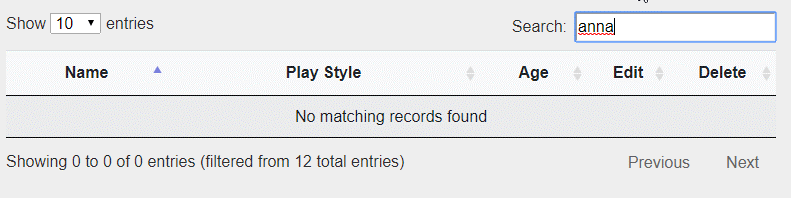 Show 10 entries Search: anna
Name Play Style Age Edit Delete
No matching records found
Showing 0 to 0 of 0 entries (filtered from 12 total entries) Previous Next